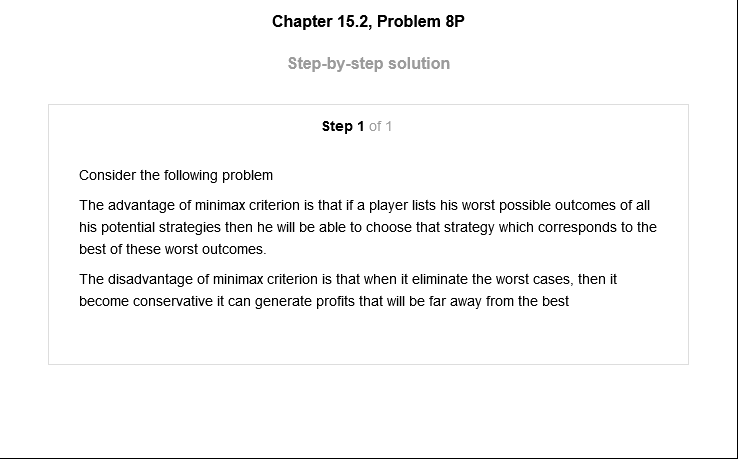 Chapter 15.2, Problem 8P
Step-by-step solution
Step 1 of 1
Consider the following problem
The advantage of minimax criterion is that if a player lists his worst possible outcomes of all
his potential strategies then he will be able to choose that strategy which corresponds to the
best of these worst outcomes.
The disadvantage of minimax criterion is that when it eliminate the worst cases, then it
become conservative it can generate profits that will be far away from the best